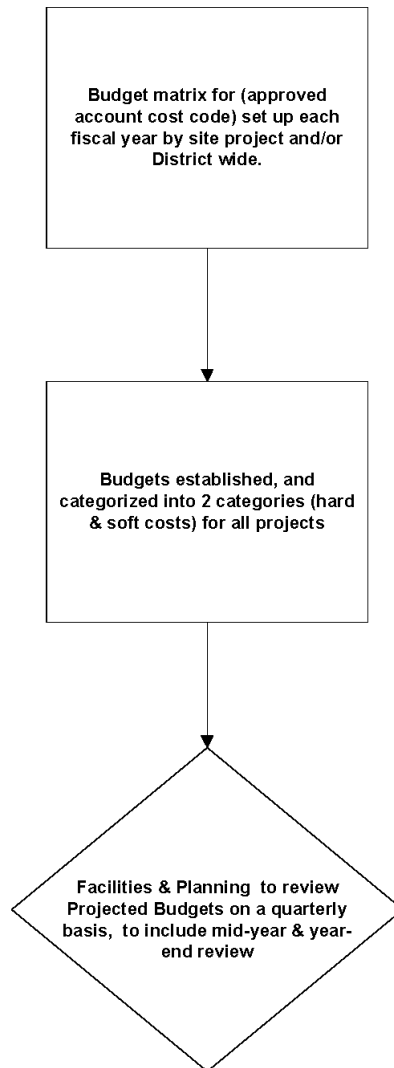 Budget matrix for (approved
account cost code) set up each
fiscal year by site project and/or
District wide.
Budgets established, and
categorized into 2 categories (hard
& soft costs) for all projects
Facilities & Planning to review
Projected Budgets on a quarterly
basis, to include mid-year & year-
end review